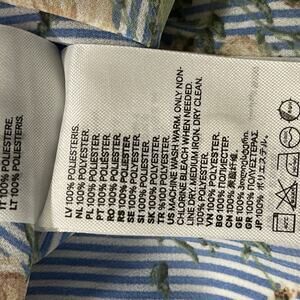 IT 100% POLIESTERE.
LT 100% POLIESTERIS.
LV 100% POLIESTERIS.
NL 100% POLYESTER.
PL 100% POLIESTER.
PT 100% POLIÉSTER.
RO 100% POLIESTER.
RS 100% POLIESTER.
SE 100% POLYESTER.
SI 100% POLIESTER.
SK 100% POLYESTER.
TR %100 POLYESTER.
US MACHINE WASH WARM. ONLY NON-
CHLORINE BLEACH WHEN NEEDED.
LINE DRY. MEDIUM IRON. DRY CLEAN.
100% POLYESTER.
BG 100% ПОЛИЕСТЕР.
CN 100% 聚酯纤维.
GR 100% ΠΟΛΥΕΣΤΕΡΑΣ.
JP 100% ポリエステル.